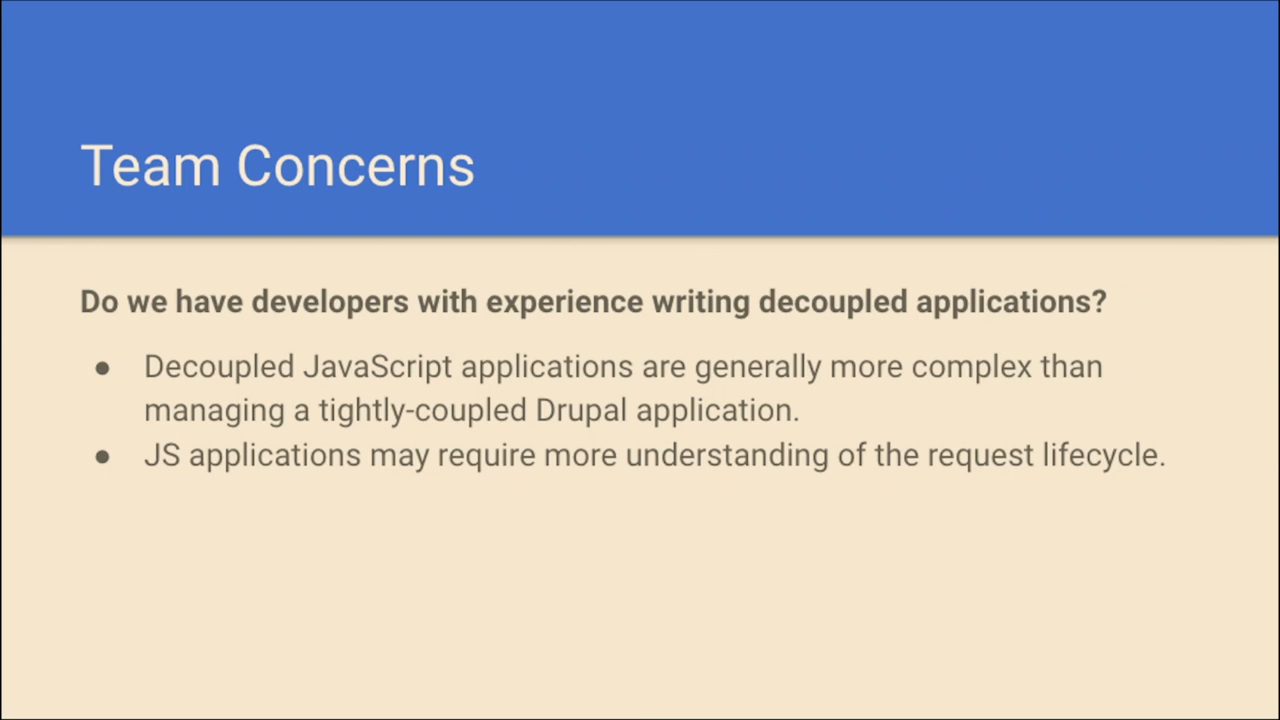 Team Concerns
Do we have developers with experience writing decoupled applications?
● Decoupled JavaScript applications are generally more complex than
managing a tightly-coupled Drupal application.
● JS applications may require more understanding of the request lifecycle.